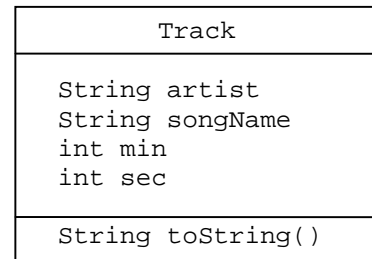 Track
String artist
String songName
int min
int sec
String toString()